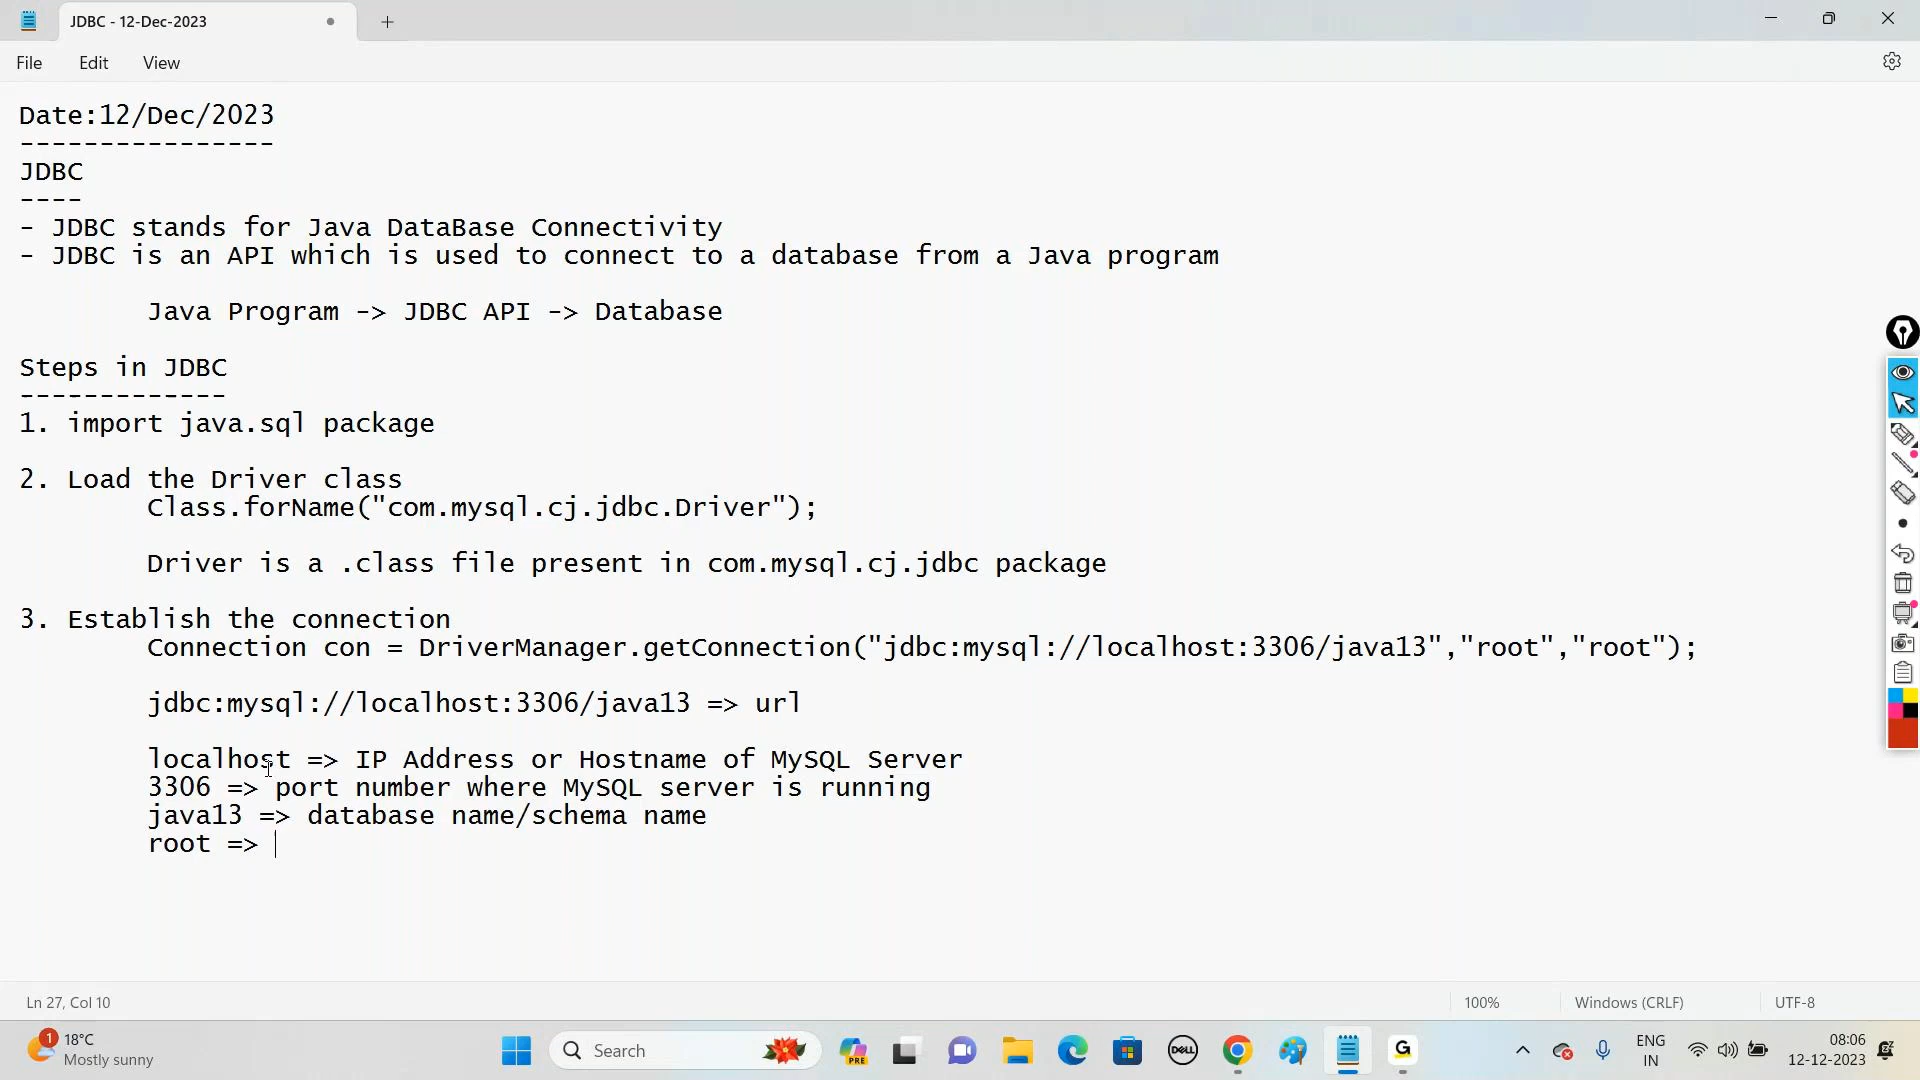 JDBC - 12-Dec-2023
File Edit View
Date:12/Dec/2023
----------------
JDBC
----
- JDBC stands for Java DataBase Connectivity
- JDBC is an API which is used to connect to a database from a Java program
Java Program -> JDBC API -> Database
Steps in JDBC
-------------
1. import java.sql package
2. Load the Driver class
Class.forName("com.mysql.cj.jdbc.Driver");
Driver is a .class file present in com.mysql.cj.jdbc package
3. Establish the connection
Connection con = DriverManager.getConnection("jdbc:mysql://localhost:3306/java13","root","root");
jdbc:mysql://localhost:3306/java13 => url
localhost => IP Address or Hostname of MySQL Server
3306 => port number where MySQL server is running
java13 => database name/schema name
root =>
Ln 27, Col 10 100% Windows (CRLF) UTF-8
1 18°C
Mostly sunny
Search
PRE
DELL
G
ENG
IN
08:06
12-12-2023